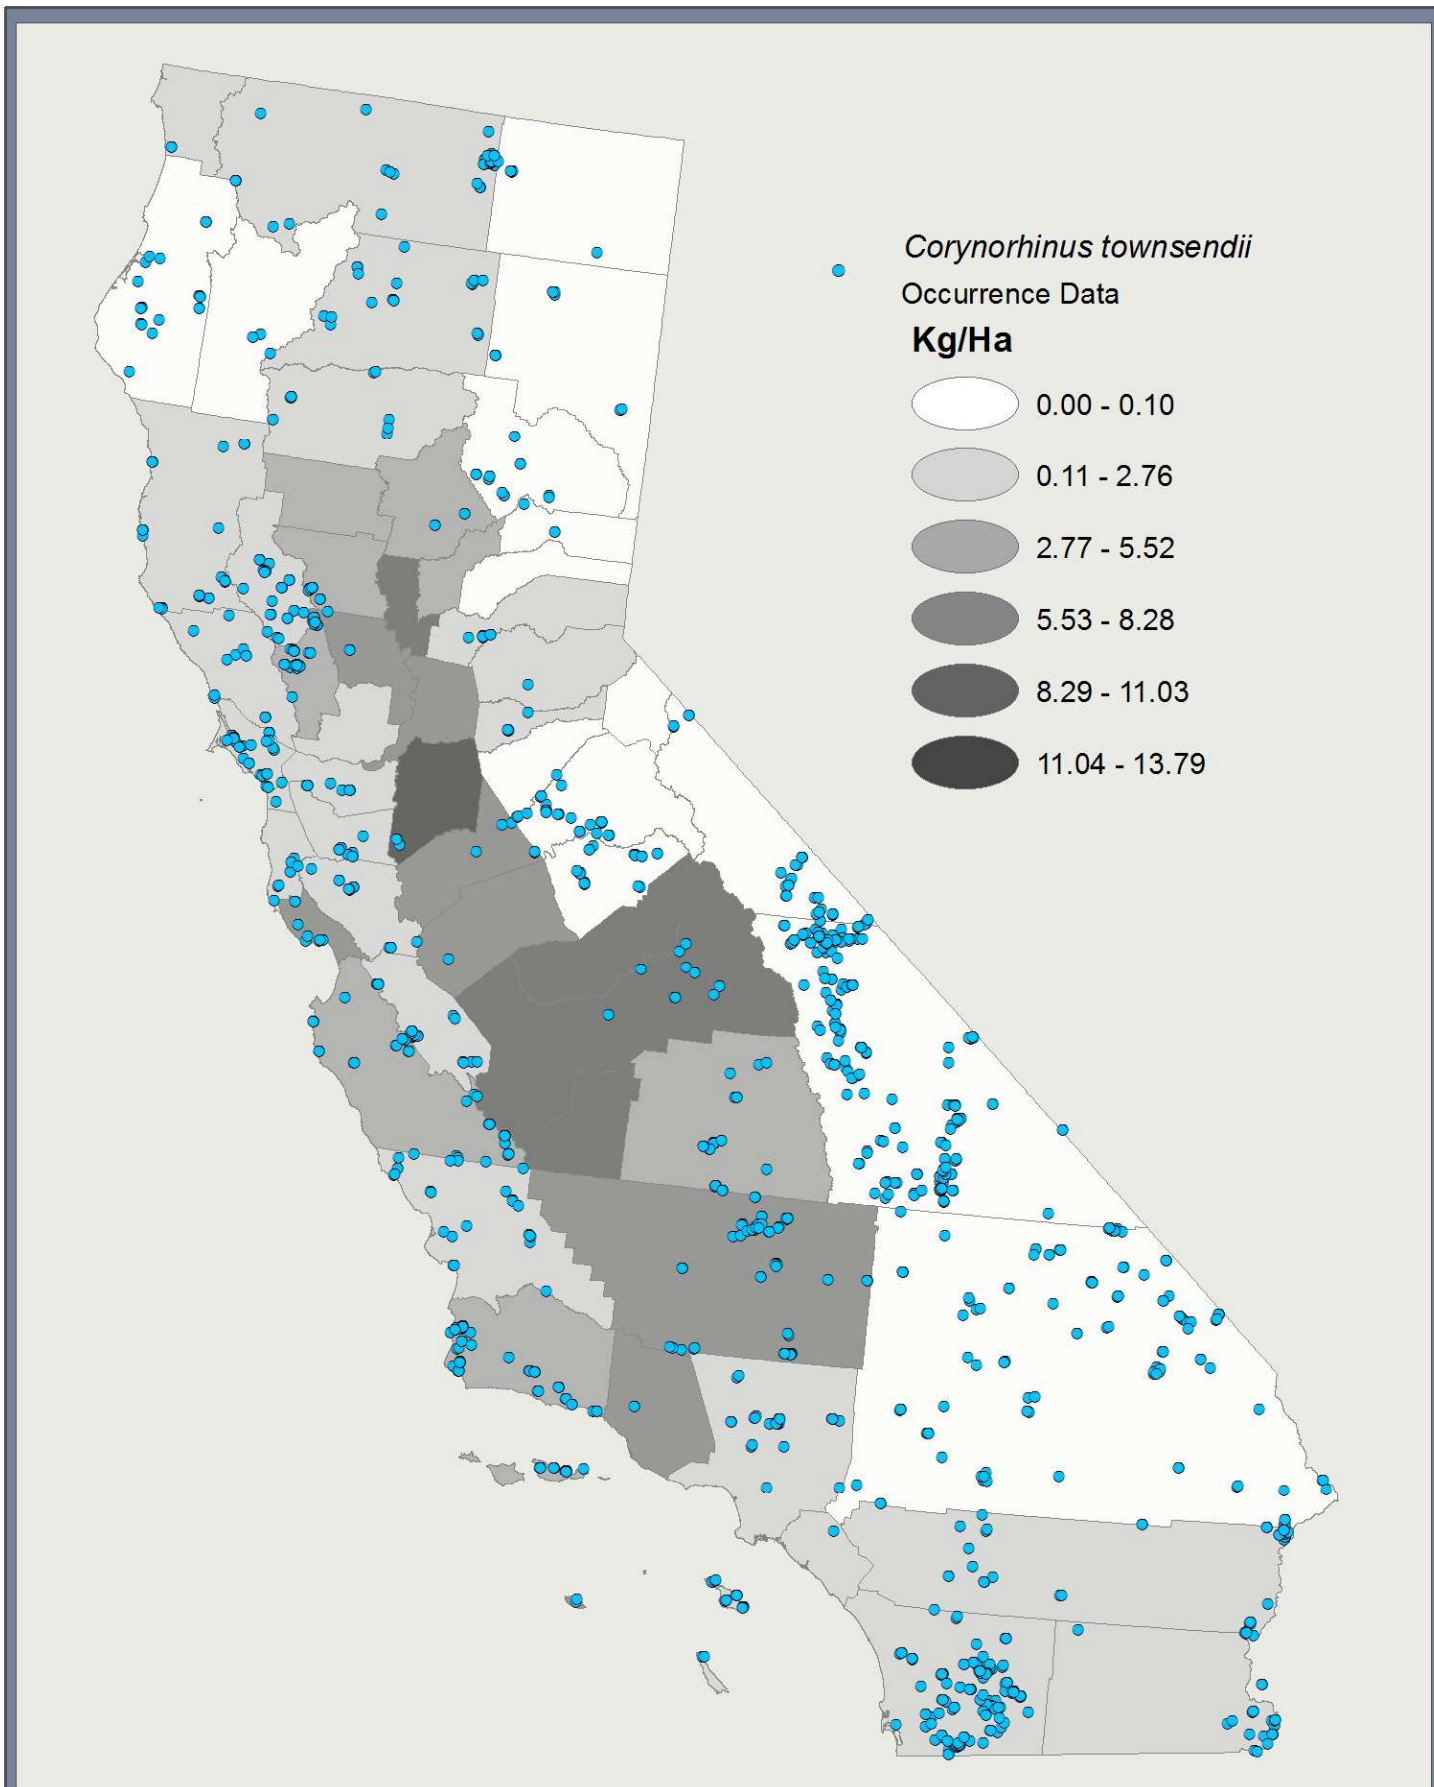 Corynorhinus townsendii
Occurrence Data
Kg/Ha
0.00 - 0.10
0.11 - 2.76
2.77 - 5.52
5.53 - 8.28
8.29 - 11.03
11.04 - 13.79